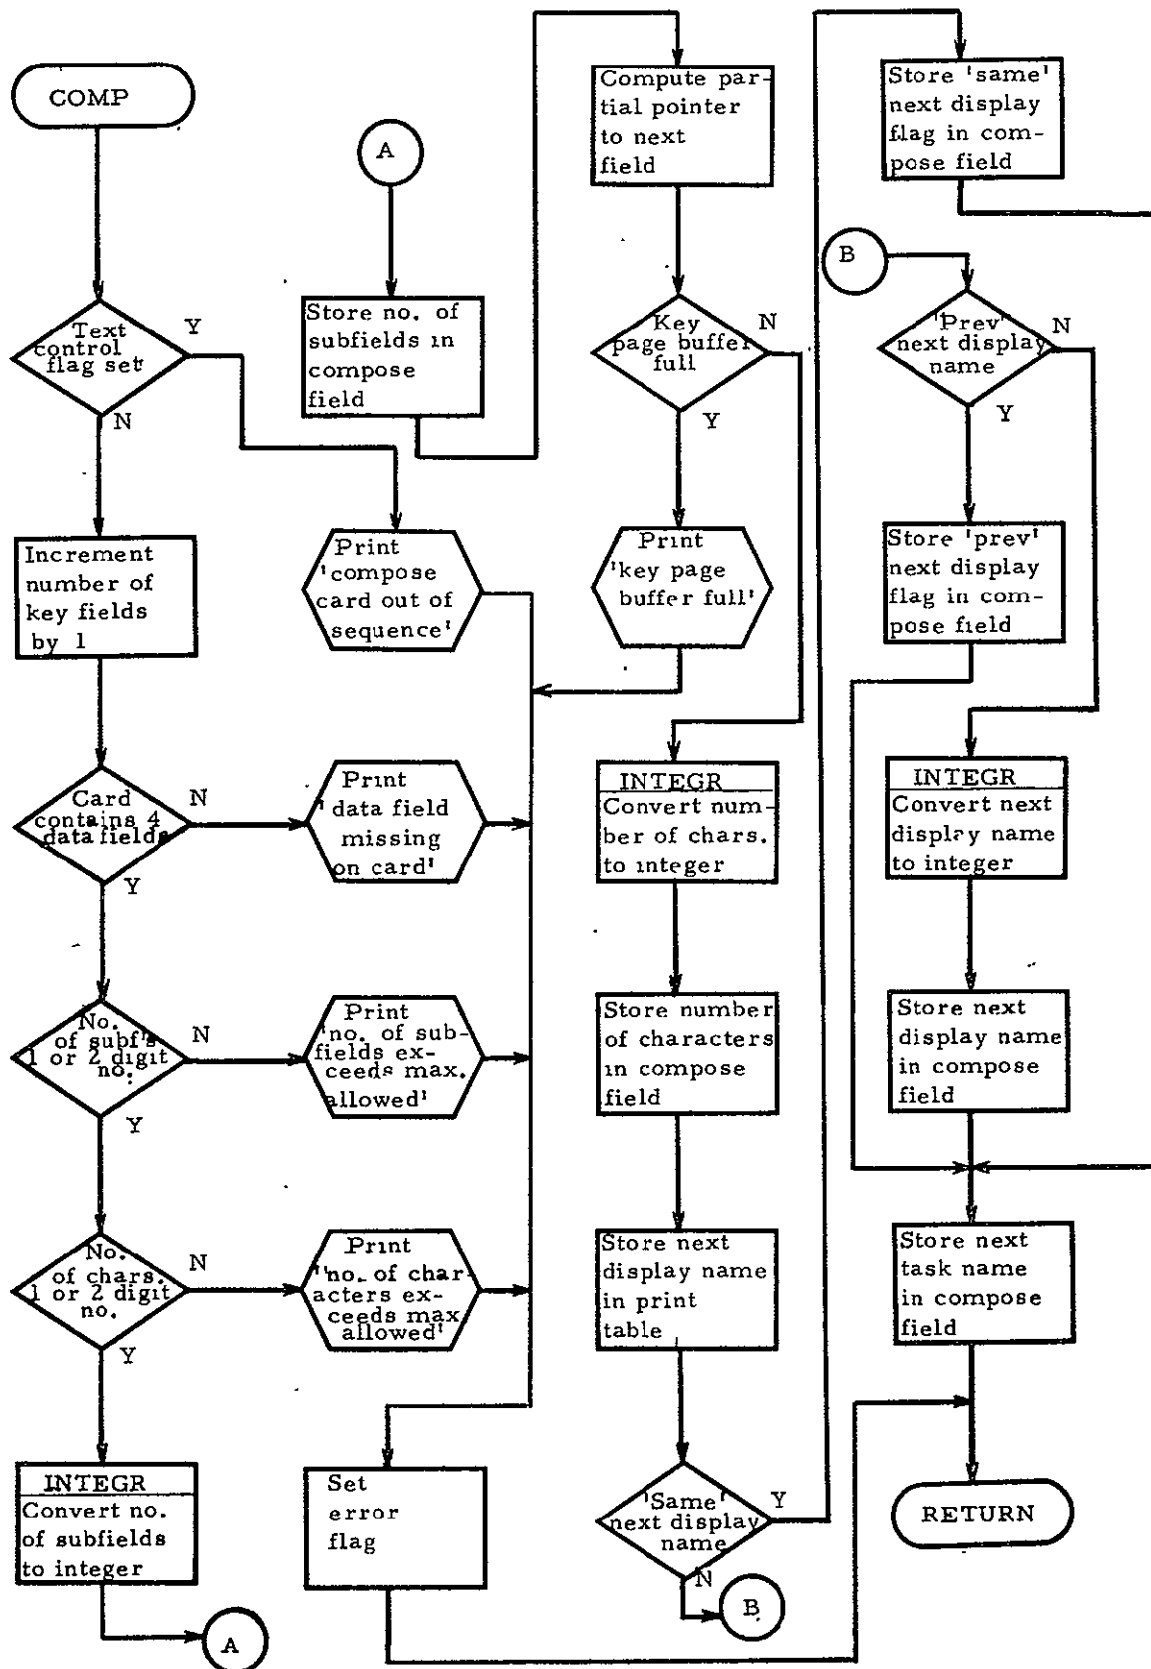 COMP
Text
control
flag set'
Y
N
Increment
number of
key fields
by 1
Card
contains 4
data fields
N
Y
No.
of subf's
1 or 2 digit
no.
N
Y
No.
of chars.
1 or 2 digit
no.
N
Y
INTEGR
Convert no.
of subfields
to integer
A
A
Store no. of
subfields in
compose
field
Print
'compose
card out of
sequence'
Print
'data field
missing
on card'
Print
'no. of sub-
fields ex-
ceeds max.
allowed'
Print
'no. of char-
acters ex-
ceeds max
allowed'
Set
error
flag
Compute par-
tial pointer
to next
field
Key
page buffer
full
N
Y
Print
'key page
buffer full'
INTEGR
Convert num-
ber of chars.
to integer
Store number
of characters
in compose
field
Store next
display name
in print
table
'Same'
next display
name
Y
N
B
Store 'same'
next display
flag in com-
pose field
B
'Prev'
next display
name
N
Y
Store 'prev'
next display
flag in com-
pose field
INTEGR
Convert next
display name
to integer
Store next
display name
in compose
field
Store next
task name
in compose
field
RETURN